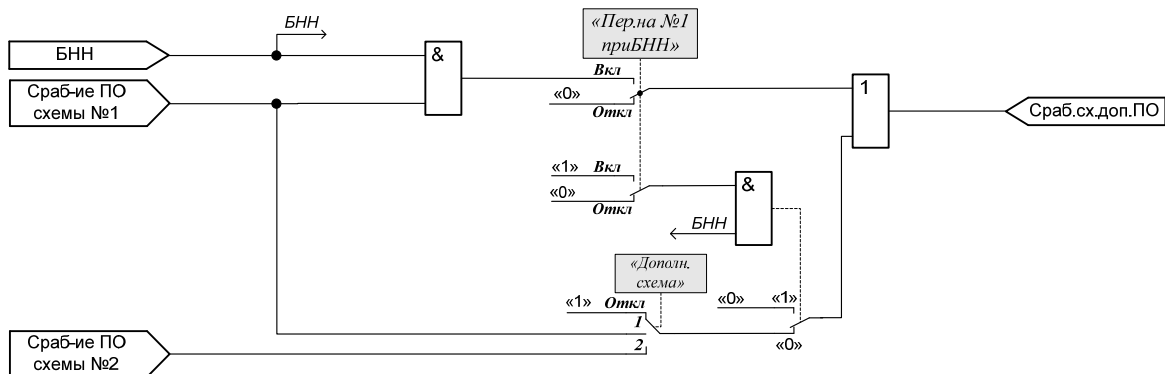 БНН
«Пер.на №1
приБНН»
БНН
&
Вкл
Сраб-ие ПО
схемы №1
«0»
Откл
1
Сраб.сх.доп.ПО
«1» Вкл
«0»
Откл
&
БНН
«Дополн.
схема»
«1» Откл
«0» «1»
1
2
«0»
Сраб-ие ПО
схемы №2